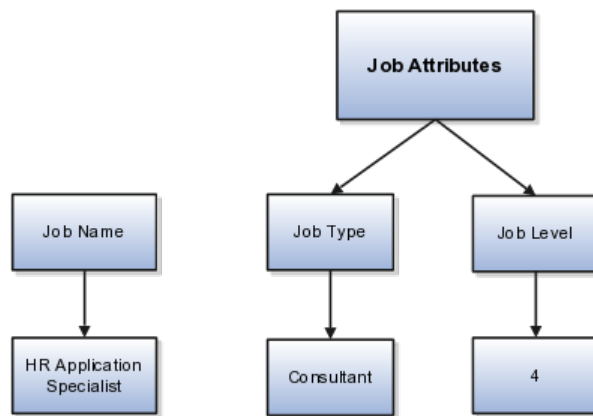 Job Attributes
Job Name
Job Type
Job Level
HR Application
Specialist
Consultant
4